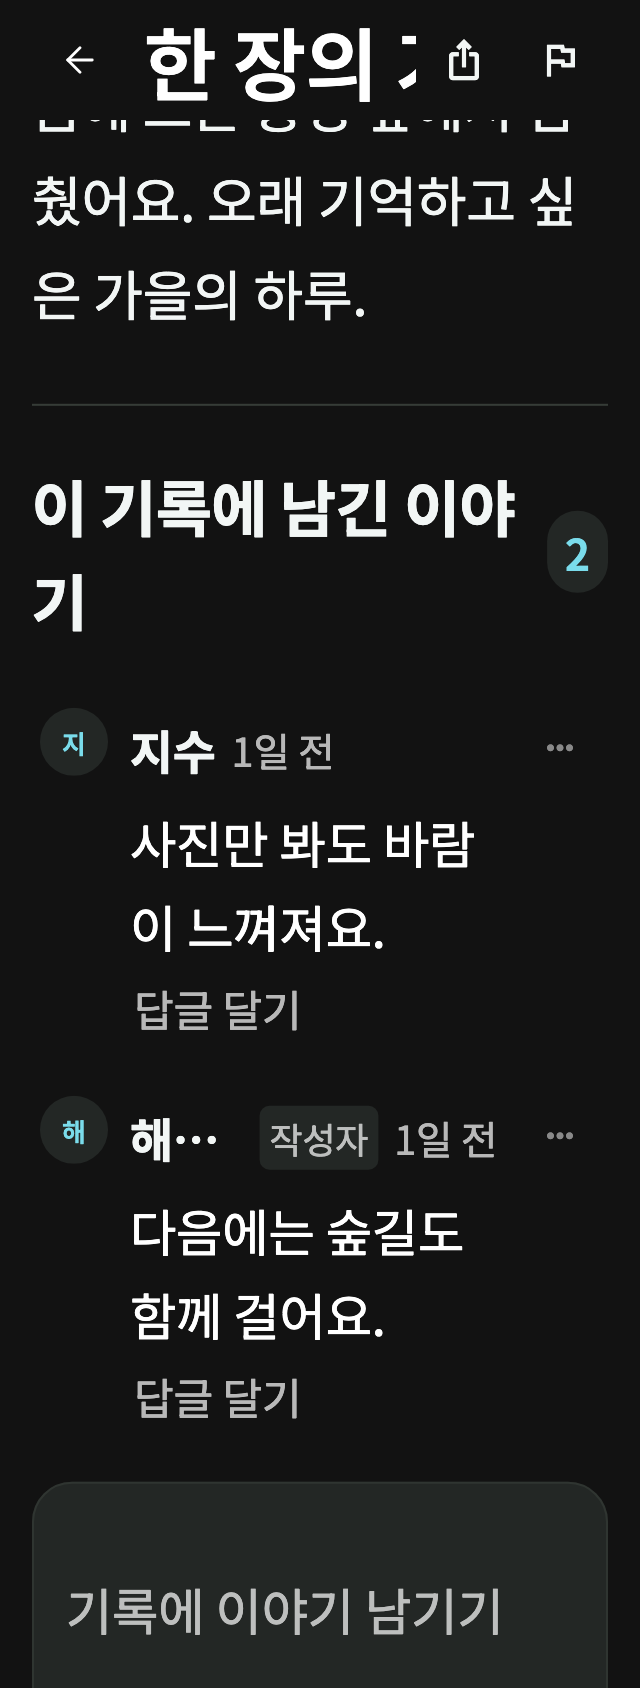 한 장의
췄어요. 오래 기억하고 싶
은 가을의 하루.
이 기록에 남긴 이야
기
2
지
지수 1일 전
사진만 봐도 바람
이 느껴져요.
답글 달기
해
해… 작성자 1일 전
다음에는 숲길도
함께 걸어요.
답글 달기
기록에 이야기 남기기